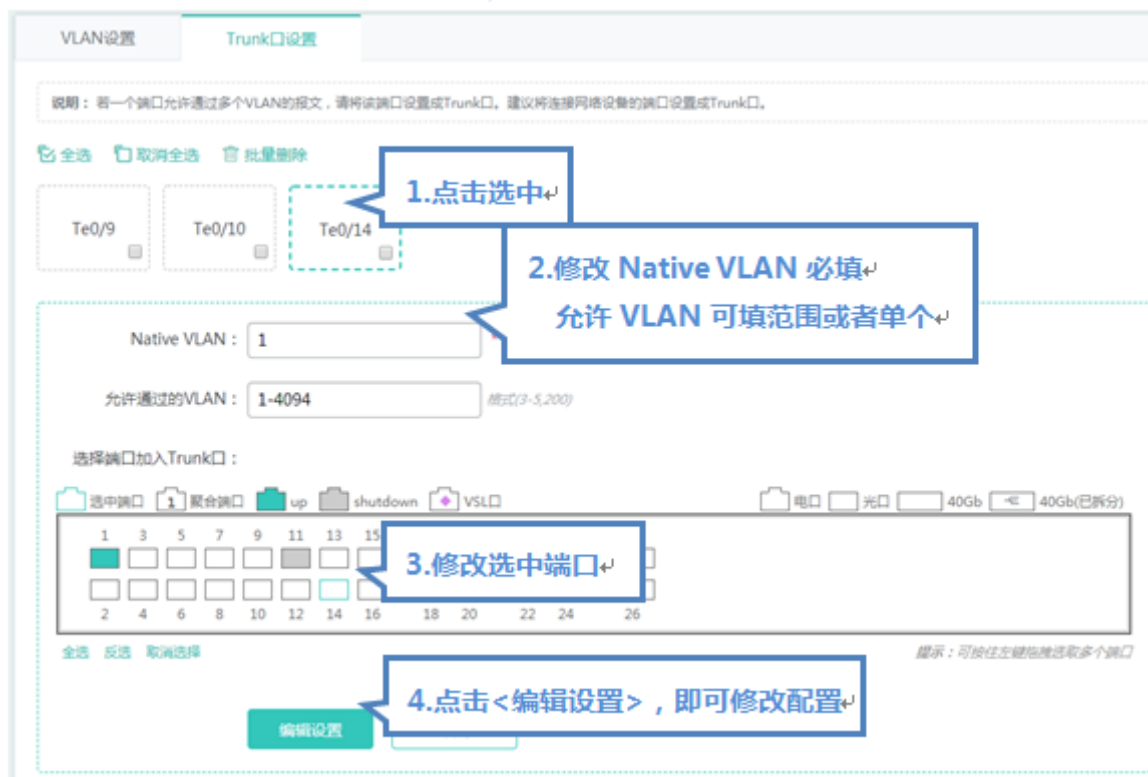 VLAN设置 Trunk口设置
说明：若一个端口允许通过多个VLAN的报文，请将该端口设置成Trunk口。建议将连接网络设备的端口设置成Trunk口。
全选 取消全选 批量删除
1.点击选中
Te0/9 Te0/10 Te0/14
2.修改 Native VLAN 必填
允许 VLAN 可填范围或者单个
Native VLAN： 1
允许通过的VLAN： 1-4094 格式(3-5,200)
选择端口加入Trunk口：
选中端口 1 聚合端口 up shutdown VSL口 电口 光口 40Gb 40Gb(已拆分)
1 3 5 7 9 11 13 15
3.修改选中端口
2 4 6 8 10 12 14 16 18 20 22 24 26
全选 反选 取消选择 提示：可按住左键拖拽选取多个端口
4.点击<编辑设置>，即可修改配置
编辑设置